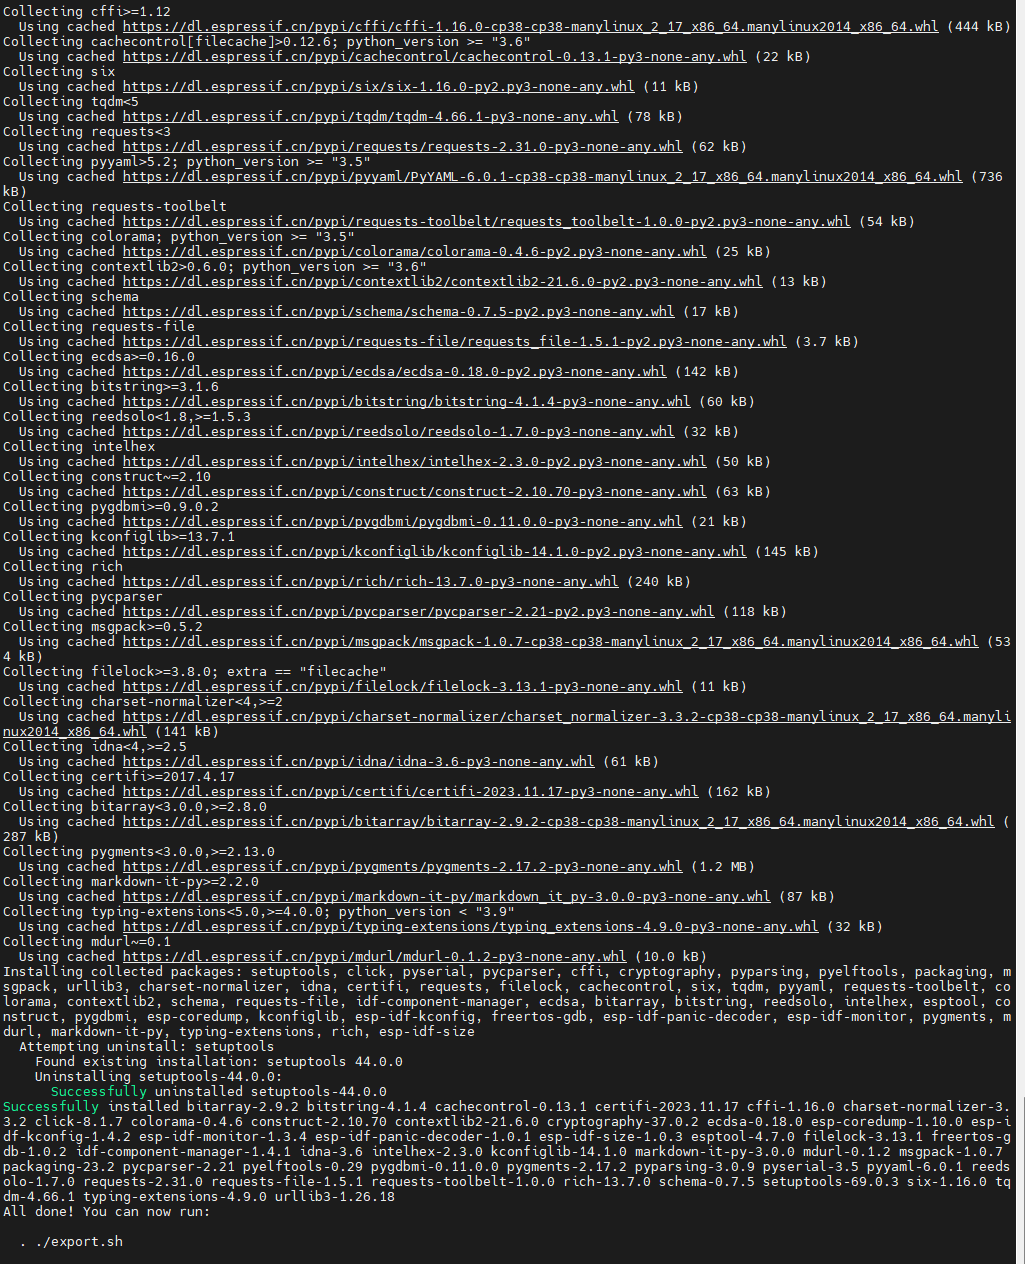 Collecting cffi>=1.12
  Using cached https://dl.espressif.cn/pypi/cffi/cffi-1.16.0-cp38-cp38-manylinux_2_17_x86_64.manylinux2014_x86_64.whl (444 kB)
Collecting cachecontrol[filecache]>0.12.6; python_version >= "3.6"
  Using cached https://dl.espressif.cn/pypi/cachecontrol/cachecontrol-0.13.1-py3-none-any.whl (22 kB)
Collecting six
  Using cached https://dl.espressif.cn/pypi/six/six-1.16.0-py2.py3-none-any.whl (11 kB)
Collecting tqdm<5
  Using cached https://dl.espressif.cn/pypi/tqdm/tqdm-4.66.1-py3-none-any.whl (78 kB)
Collecting requests<3
  Using cached https://dl.espressif.cn/pypi/requests/requests-2.31.0-py3-none-any.whl (62 kB)
Collecting pyyaml>5.2; python_version >= "3.5"
  Using cached https://dl.espressif.cn/pypi/pyyaml/PyYAML-6.0.1-cp38-cp38-manylinux_2_17_x86_64.manylinux2014_x86_64.whl (736
kB)
Collecting requests-toolbelt
  Using cached https://dl.espressif.cn/pypi/requests-toolbelt/requests_toolbelt-1.0.0-py2.py3-none-any.whl (54 kB)
Collecting colorama; python_version >= "3.5"
  Using cached https://dl.espressif.cn/pypi/colorama/colorama-0.4.6-py2.py3-none-any.whl (25 kB)
Collecting contextlib2>0.6.0; python_version >= "3.6"
  Using cached https://dl.espressif.cn/pypi/contextlib2/contextlib2-21.6.0-py2.py3-none-any.whl (13 kB)
Collecting schema
  Using cached https://dl.espressif.cn/pypi/schema/schema-0.7.5-py2.py3-none-any.whl (17 kB)
Collecting requests-file
  Using cached https://dl.espressif.cn/pypi/requests-file/requests_file-1.5.1-py2.py3-none-any.whl (3.7 kB)
Collecting ecdsa>=0.16.0
  Using cached https://dl.espressif.cn/pypi/ecdsa/ecdsa-0.18.0-py2.py3-none-any.whl (142 kB)
Collecting bitstring>=3.1.6
  Using cached https://dl.espressif.cn/pypi/bitstring/bitstring-4.1.4-py3-none-any.whl (60 kB)
Collecting reedsolo<1.8,>=1.5.3
  Using cached https://dl.espressif.cn/pypi/reedsolo/reedsolo-1.7.0-py3-none-any.whl (32 kB)
Collecting intelhex
  Using cached https://dl.espressif.cn/pypi/intelhex/intelhex-2.3.0-py2.py3-none-any.whl (50 kB)
Collecting construct~=2.10
  Using cached https://dl.espressif.cn/pypi/construct/construct-2.10.70-py3-none-any.whl (63 kB)
Collecting pygdbmi>=0.9.0.2
  Using cached https://dl.espressif.cn/pypi/pygdbmi/pygdbmi-0.11.0.0-py3-none-any.whl (21 kB)
Collecting kconfiglib>=13.7.1
  Using cached https://dl.espressif.cn/pypi/kconfiglib/kconfiglib-14.1.0-py2.py3-none-any.whl (145 kB)
Collecting rich
  Using cached https://dl.espressif.cn/pypi/rich/rich-13.7.0-py3-none-any.whl (240 kB)
Collecting pycparser
  Using cached https://dl.espressif.cn/pypi/pycparser/pycparser-2.21-py2.py3-none-any.whl (118 kB)
Collecting msgpack>=0.5.2
  Using cached https://dl.espressif.cn/pypi/msgpack/msgpack-1.0.7-cp38-cp38-manylinux_2_17_x86_64.manylinux2014_x86_64.whl (53
4 kB)
Collecting filelock>=3.8.0; extra == "filecache"
  Using cached https://dl.espressif.cn/pypi/filelock/filelock-3.13.1-py3-none-any.whl (11 kB)
Collecting charset-normalizer<4,>=2
  Using cached https://dl.espressif.cn/pypi/charset-normalizer/charset_normalizer-3.3.2-cp38-cp38-manylinux_2_17_x86_64.manyli
nux2014_x86_64.whl (141 kB)
Collecting idna<4,>=2.5
  Using cached https://dl.espressif.cn/pypi/idna/idna-3.6-py3-none-any.whl (61 kB)
Collecting certifi>=2017.4.17
  Using cached https://dl.espressif.cn/pypi/certifi/certifi-2023.11.17-py3-none-any.whl (162 kB)
Collecting bitarray<3.0.0,>=2.8.0
  Using cached https://dl.espressif.cn/pypi/bitarray/bitarray-2.9.2-cp38-cp38-manylinux_2_17_x86_64.manylinux2014_x86_64.whl (
287 kB)
Collecting pygments<3.0.0,>=2.13.0
  Using cached https://dl.espressif.cn/pypi/pygments/pygments-2.17.2-py3-none-any.whl (1.2 MB)
Collecting markdown-it-py>=2.2.0
  Using cached https://dl.espressif.cn/pypi/markdown-it-py/markdown_it_py-3.0.0-py3-none-any.whl (87 kB)
Collecting typing-extensions<5.0,>=4.0.0; python_version < "3.9"
  Using cached https://dl.espressif.cn/pypi/typing-extensions/typing_extensions-4.9.0-py3-none-any.whl (32 kB)
Collecting mdurl~=0.1
  Using cached https://dl.espressif.cn/pypi/mdurl/mdurl-0.1.2-py3-none-any.whl (10.0 kB)
Installing collected packages: setuptools, click, pyserial, pycparser, cffi, cryptography, pyparsing, pyelftools, packaging, m
sgpack, urllib3, charset-normalizer, idna, certifi, requests, filelock, cachecontrol, six, tqdm, pyyaml, requests-toolbelt, co
lorama, contextlib2, schema, requests-file, idf-component-manager, ecdsa, bitarray, bitstring, reedsolo, intelhex, esptool, co
nstruct, pygdbmi, esp-coredump, kconfiglib, esp-idf-kconfig, freertos-gdb, esp-idf-panic-decoder, esp-idf-monitor, pygments, m
durl, markdown-it-py, typing-extensions, rich, esp-idf-size
  Attempting uninstall: setuptools
    Found existing installation: setuptools 44.0.0
    Uninstalling setuptools-44.0.0:
      Successfully uninstalled setuptools-44.0.0
Successfully installed bitarray-2.9.2 bitstring-4.1.4 cachecontrol-0.13.1 certifi-2023.11.17 cffi-1.16.0 charset-normalizer-3.
3.2 click-8.1.7 colorama-0.4.6 construct-2.10.70 contextlib2-21.6.0 cryptography-37.0.2 ecdsa-0.18.0 esp-coredump-1.10.0 esp-i
df-kconfig-1.4.2 esp-idf-monitor-1.3.4 esp-idf-panic-decoder-1.0.1 esp-idf-size-1.0.3 esptool-4.7.0 filelock-3.13.1 freertos-g
db-1.0.2 idf-component-manager-1.4.1 idna-3.6 intelhex-2.3.0 kconfiglib-14.1.0 markdown-it-py-3.0.0 mdurl-0.1.2 msgpack-1.0.7
packaging-23.2 pycparser-2.21 pyelftools-0.29 pygdbmi-0.11.0.0 pygments-2.17.2 pyparsing-3.0.9 pyserial-3.5 pyyaml-6.0.1 reeds
olo-1.7.0 requests-2.31.0 requests-file-1.5.1 requests-toolbelt-1.0.0 rich-13.7.0 schema-0.7.5 setuptools-69.0.3 six-1.16.0 tq
dm-4.66.1 typing-extensions-4.9.0 urllib3-1.26.18
All done! You can now run:

  . ./export.sh